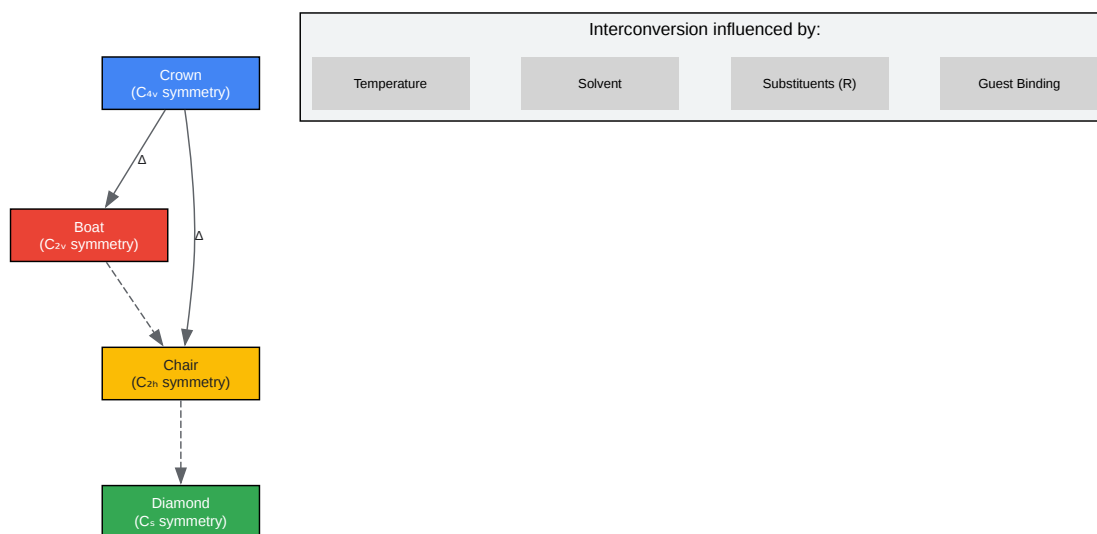 Interconversion influenced by:
Temperature
Solvent
Substituents (R)
Guest Binding
Crown
(C₄ᵥ symmetry)
Δ
Boat
(C₂ᵥ symmetry)
Δ
Chair
(C₂ₕ symmetry)
Diamond
(Cₛ symmetry)